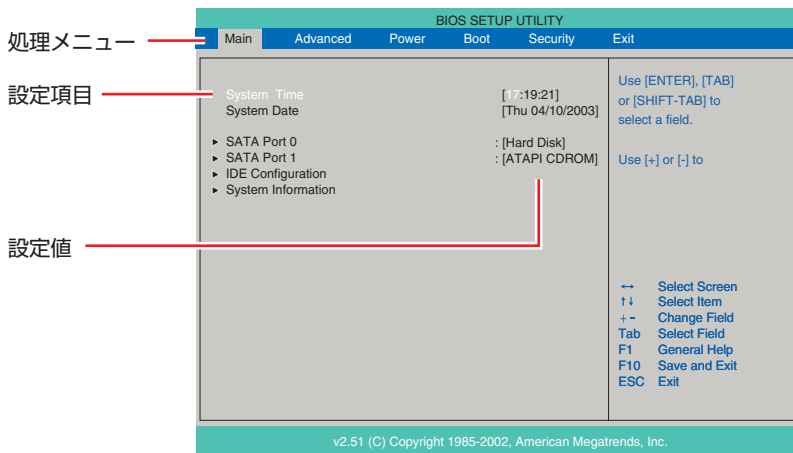 BIOS SETUP UTILITY
Main Advanced Power Boot Security Exit
処理メニュー
設定項目
設定値
System Time [17:19:21]
System Date [Thu 04/10/2003]
SATA Port 0 : [Hard Disk]
SATA Port 1 : [ATAPI CDROM]
IDE Configuration
System Information
Use [ENTER], [TAB]
or [SHIFT-TAB] to
select a field.
Use [+] or [-] to
↔ Select Screen
↑↓ Select Item
+ - Change Field
Tab Select Field
F1 General Help
F10 Save and Exit
ESC Exit
v2.51 (C) Copyright 1985-2002, American Megatrends, Inc.